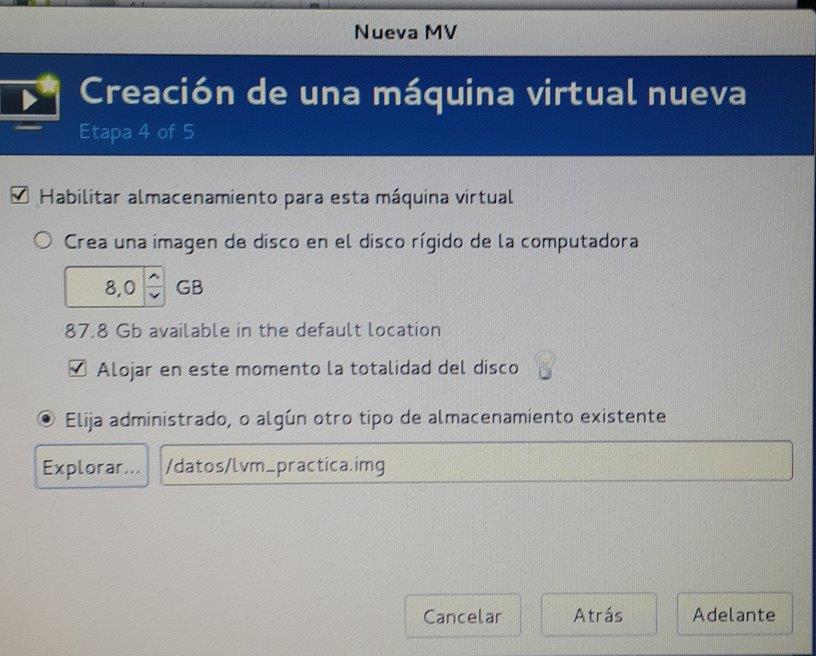 Nueva MV
Creación de una máquina virtual nueva
Etapa 4 of 5
Habilitar almacenamiento para esta máquina virtual
Crea una imagen de disco en el disco rígido de la computadora
8,0 GB
87.8 Gb available in the default location
Alojar en este momento la totalidad del disco
Elija administrado, o algún otro tipo de almacenamiento existente
Explorar... /datos/lvm_practica.img
Cancelar Atrás Adelante